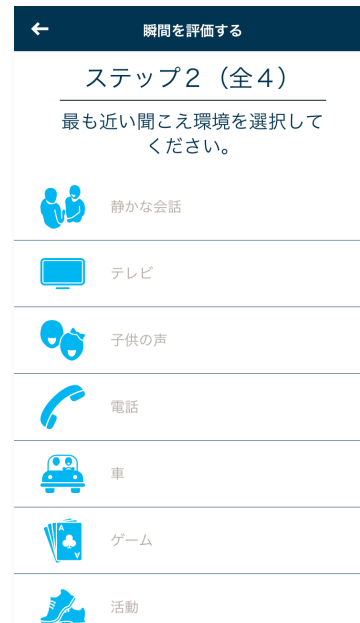 瞬間を評価する
ステップ２（全４）
最も近い聞こえ環境を選択して
ください。
静かな会話
テレビ
子供の声
電話
車
A
A
ゲーム
活動